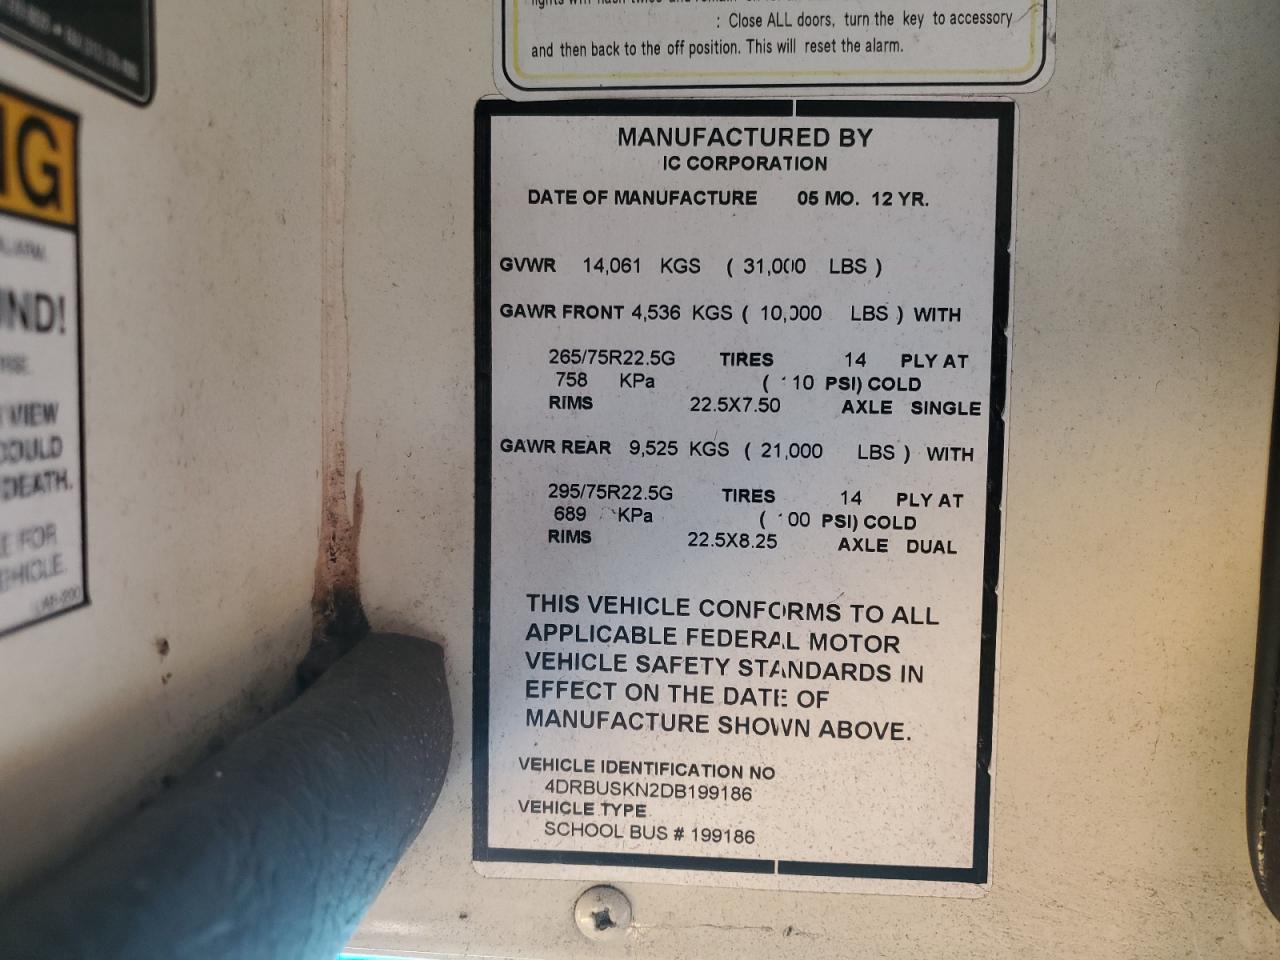 : Close ALL doors, turn the key to accessory
and then back to the off position. This will reset the alarm.
NG
ALARM
IND!
VIEW
COULD
DEATH.
E FOR
EHICLE.
MANUFACTURED BY
IC CORPORATION
DATE OF MANUFACTURE 05 MO. 12 YR.
GVWR 14,061 KGS ( 31,000 LBS )
GAWR FRONT 4,536 KGS ( 10,000 LBS ) WITH
265/75R22.5G TIRES 14 PLY AT
758 KPa ( 10 PSI) COLD
RIMS 22.5X7.50 AXLE SINGLE
GAWR REAR 9,525 KGS ( 21,000 LBS ) WITH
295/75R22.5G TIRES 14 PLY AT
689 KPa ( 00 PSI) COLD
RIMS 22.5X8.25 AXLE DUAL
THIS VEHICLE CONFORMS TO ALL
APPLICABLE FEDERAL MOTOR
VEHICLE SAFETY STANDARDS IN
EFFECT ON THE DATE OF
MANUFACTURE SHOWN ABOVE.
VEHICLE IDENTIFICATION NO
4DRBUSKN2DB199186
VEHICLE TYPE
SCHOOL BUS # 199186